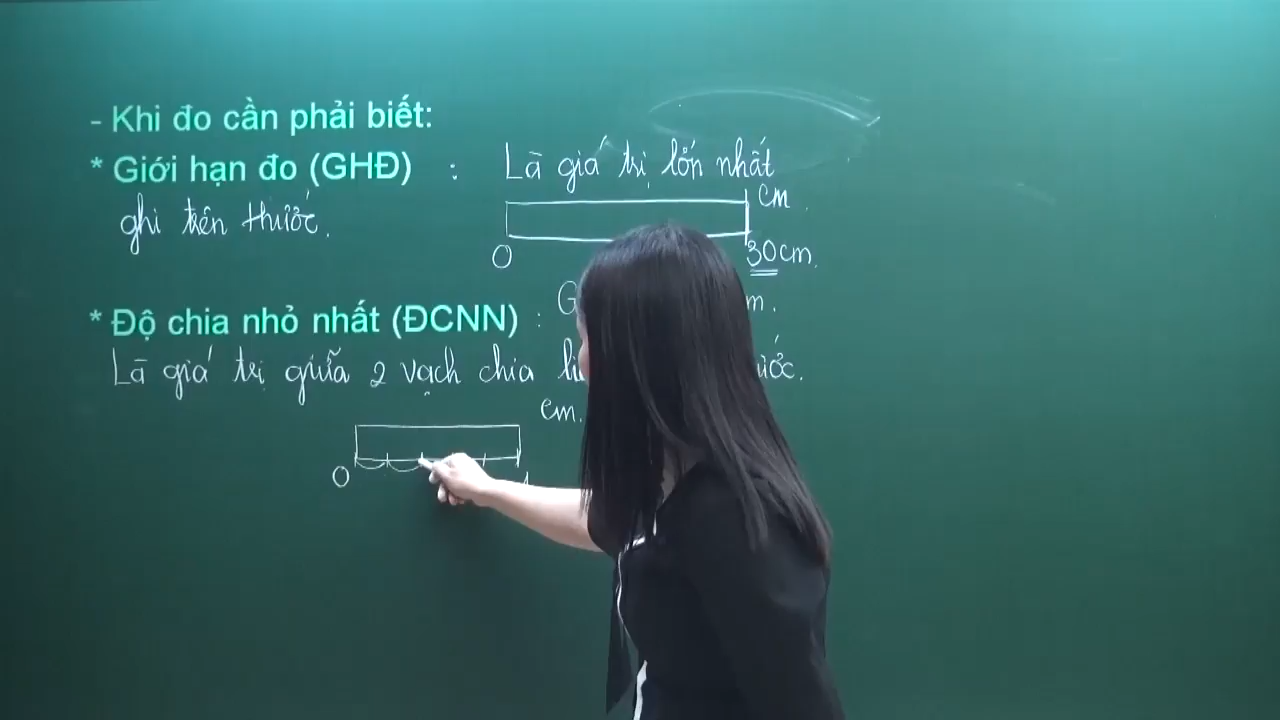 - Khi đo cần phải biết:
* Giới hạn đo (GHĐ) : Là giá trị lớn nhất
ghi trên thước.
cm
0 30cm.
* Độ chia nhỏ nhất (ĐCNN) :
Là giá trị giữa 2 vạch chia
cm.
0